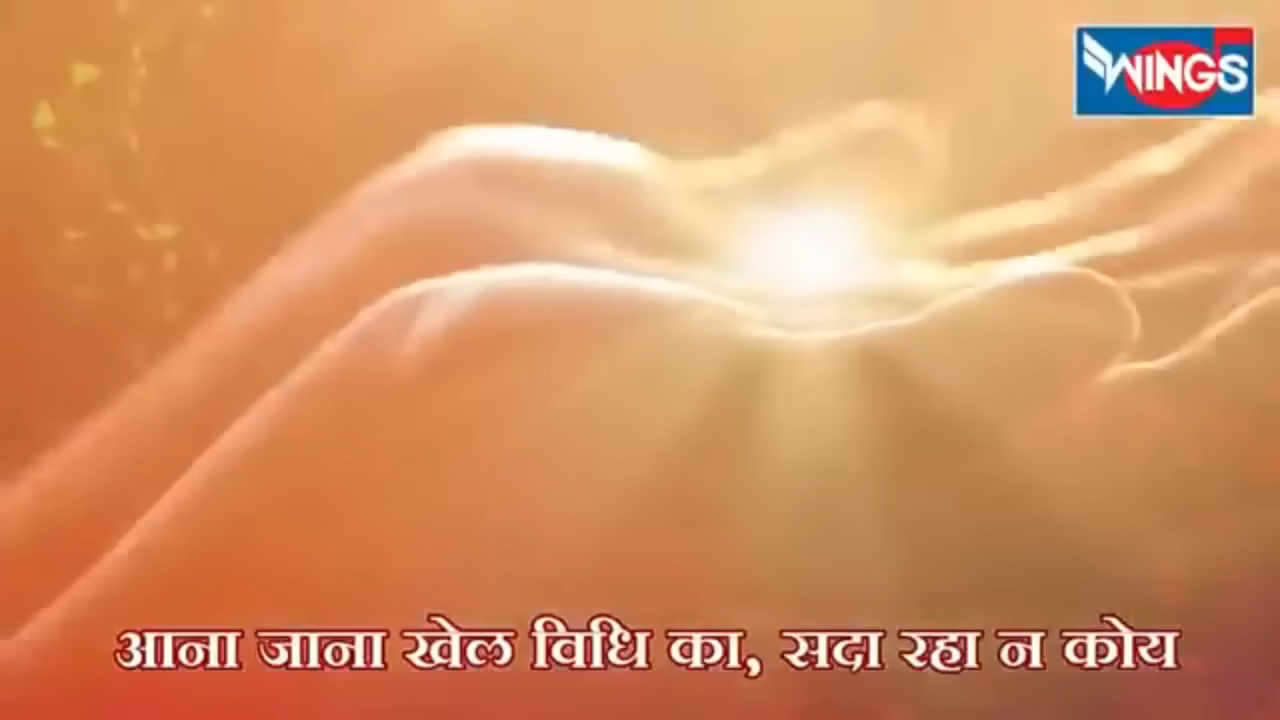 WINGS
आना जाना खेल विधि का, सदा रहा न कोय